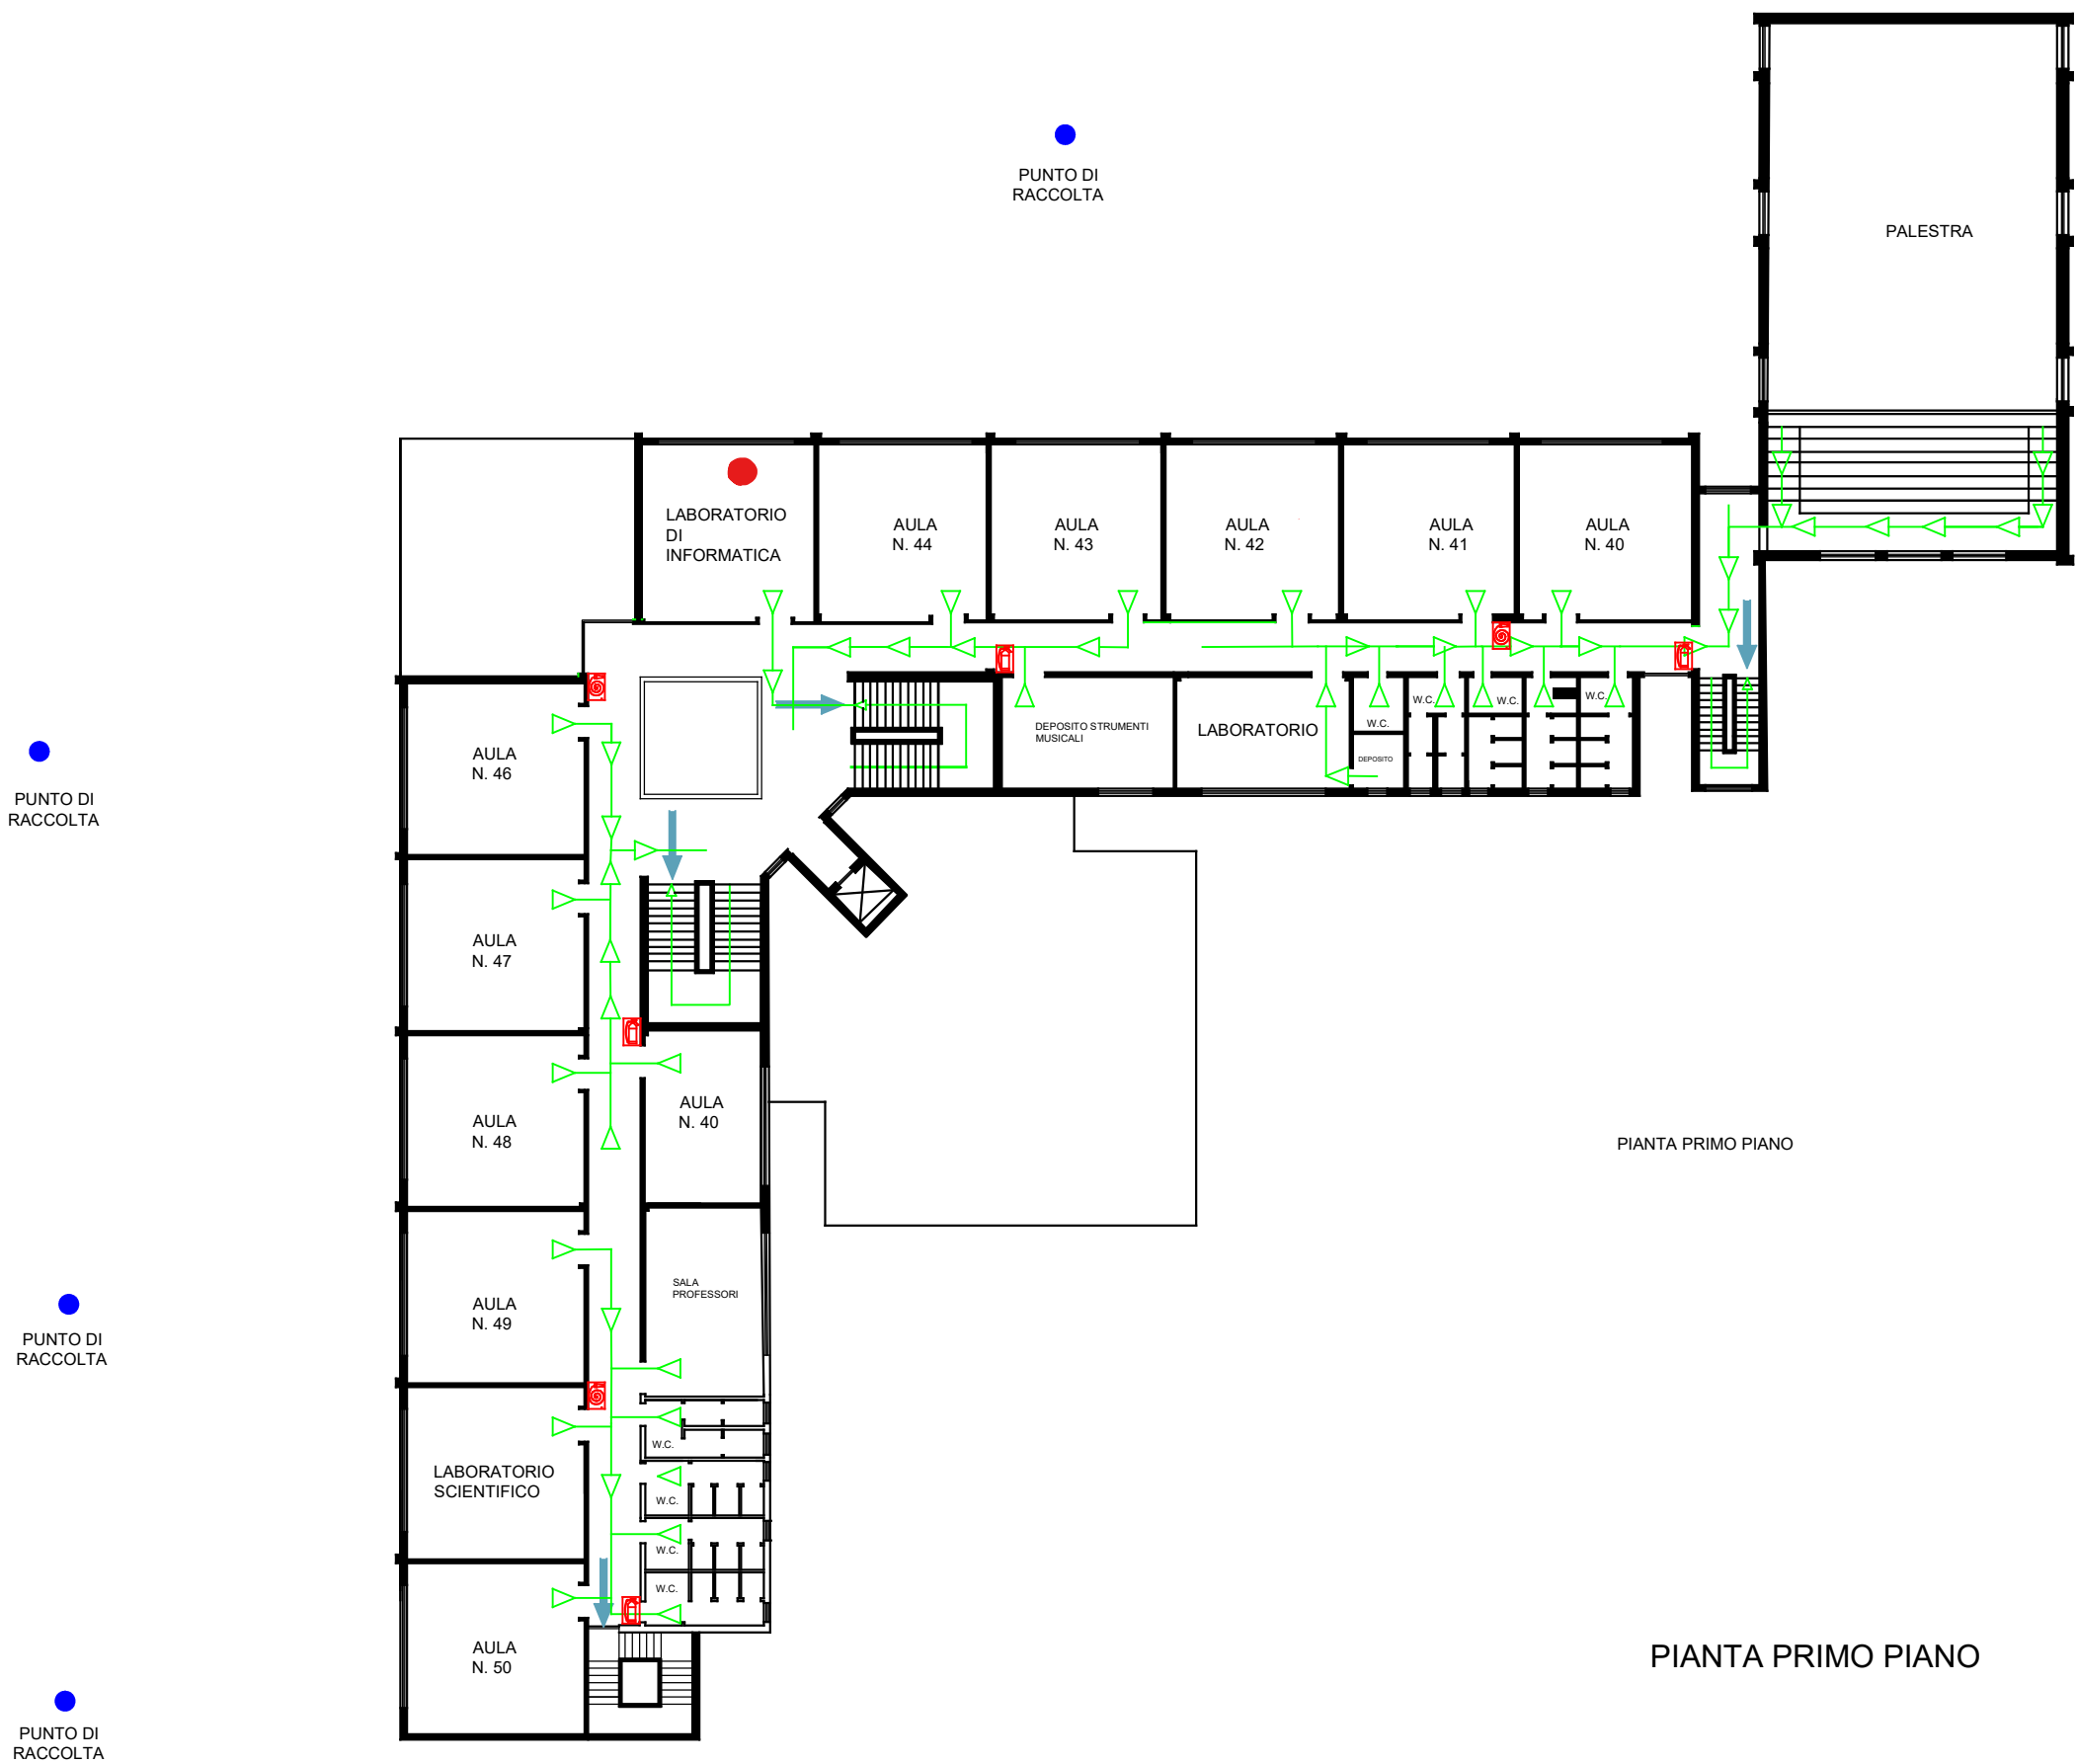 PUNTO DI
RACCOLTA
PALESTRA
LABORATORIO
DI
INFORMATICA
AULA
N. 44
AULA
N. 43
AULA
N. 42
AULA
N. 41
AULA
N. 40
DEPOSITO STRUMENTI
MUSICALI
LABORATORIO
W.C.
DEPOSITO
W.C.
W.C.
W.C.
AULA
N. 46
PUNTO DI
RACCOLTA
AULA
N. 47
AULA
N. 48
AULA
N. 40
PIANTA PRIMO PIANO
AULA
N. 49
SALA
PROFESSORI
PUNTO DI
RACCOLTA
LABORATORIO
SCIENTIFICO
W.C.
W.C.
W.C.
W.C.
AULA
N. 50
PIANTA PRIMO PIANO
PUNTO DI
RACCOLTA